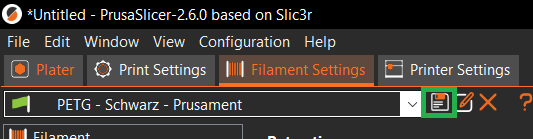 *Untitled - PrusaSlicer-2.6.0 based on Slic3r
File Edit Window View Configuration Help
Plater Print Settings Filament Settings Printer Settings
PETG - Schwarz - Prusament
Filament